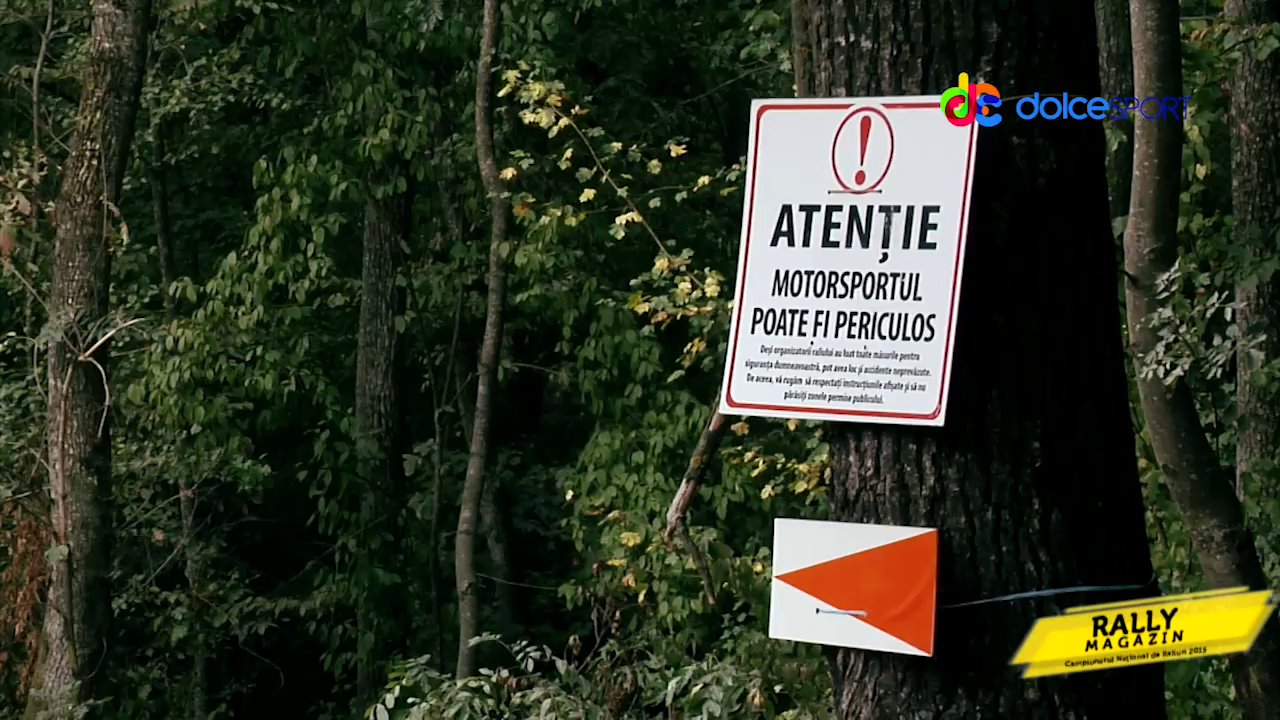 dolcesport
!
ATENȚIE
MOTORSPORTUL
POATE FI PERICULOS
Deși organizatorii raliului au luat toate măsurile pentru
siguranța dumneavoastră, pot avea loc și accidente neprevăzute.
De aceea, vă rugăm să respectați instrucțiunile afișate și să nu
părăsiți zonele permise publicului.
RALLY
MAGAZIN
Campionatul Național de Raliuri 2015